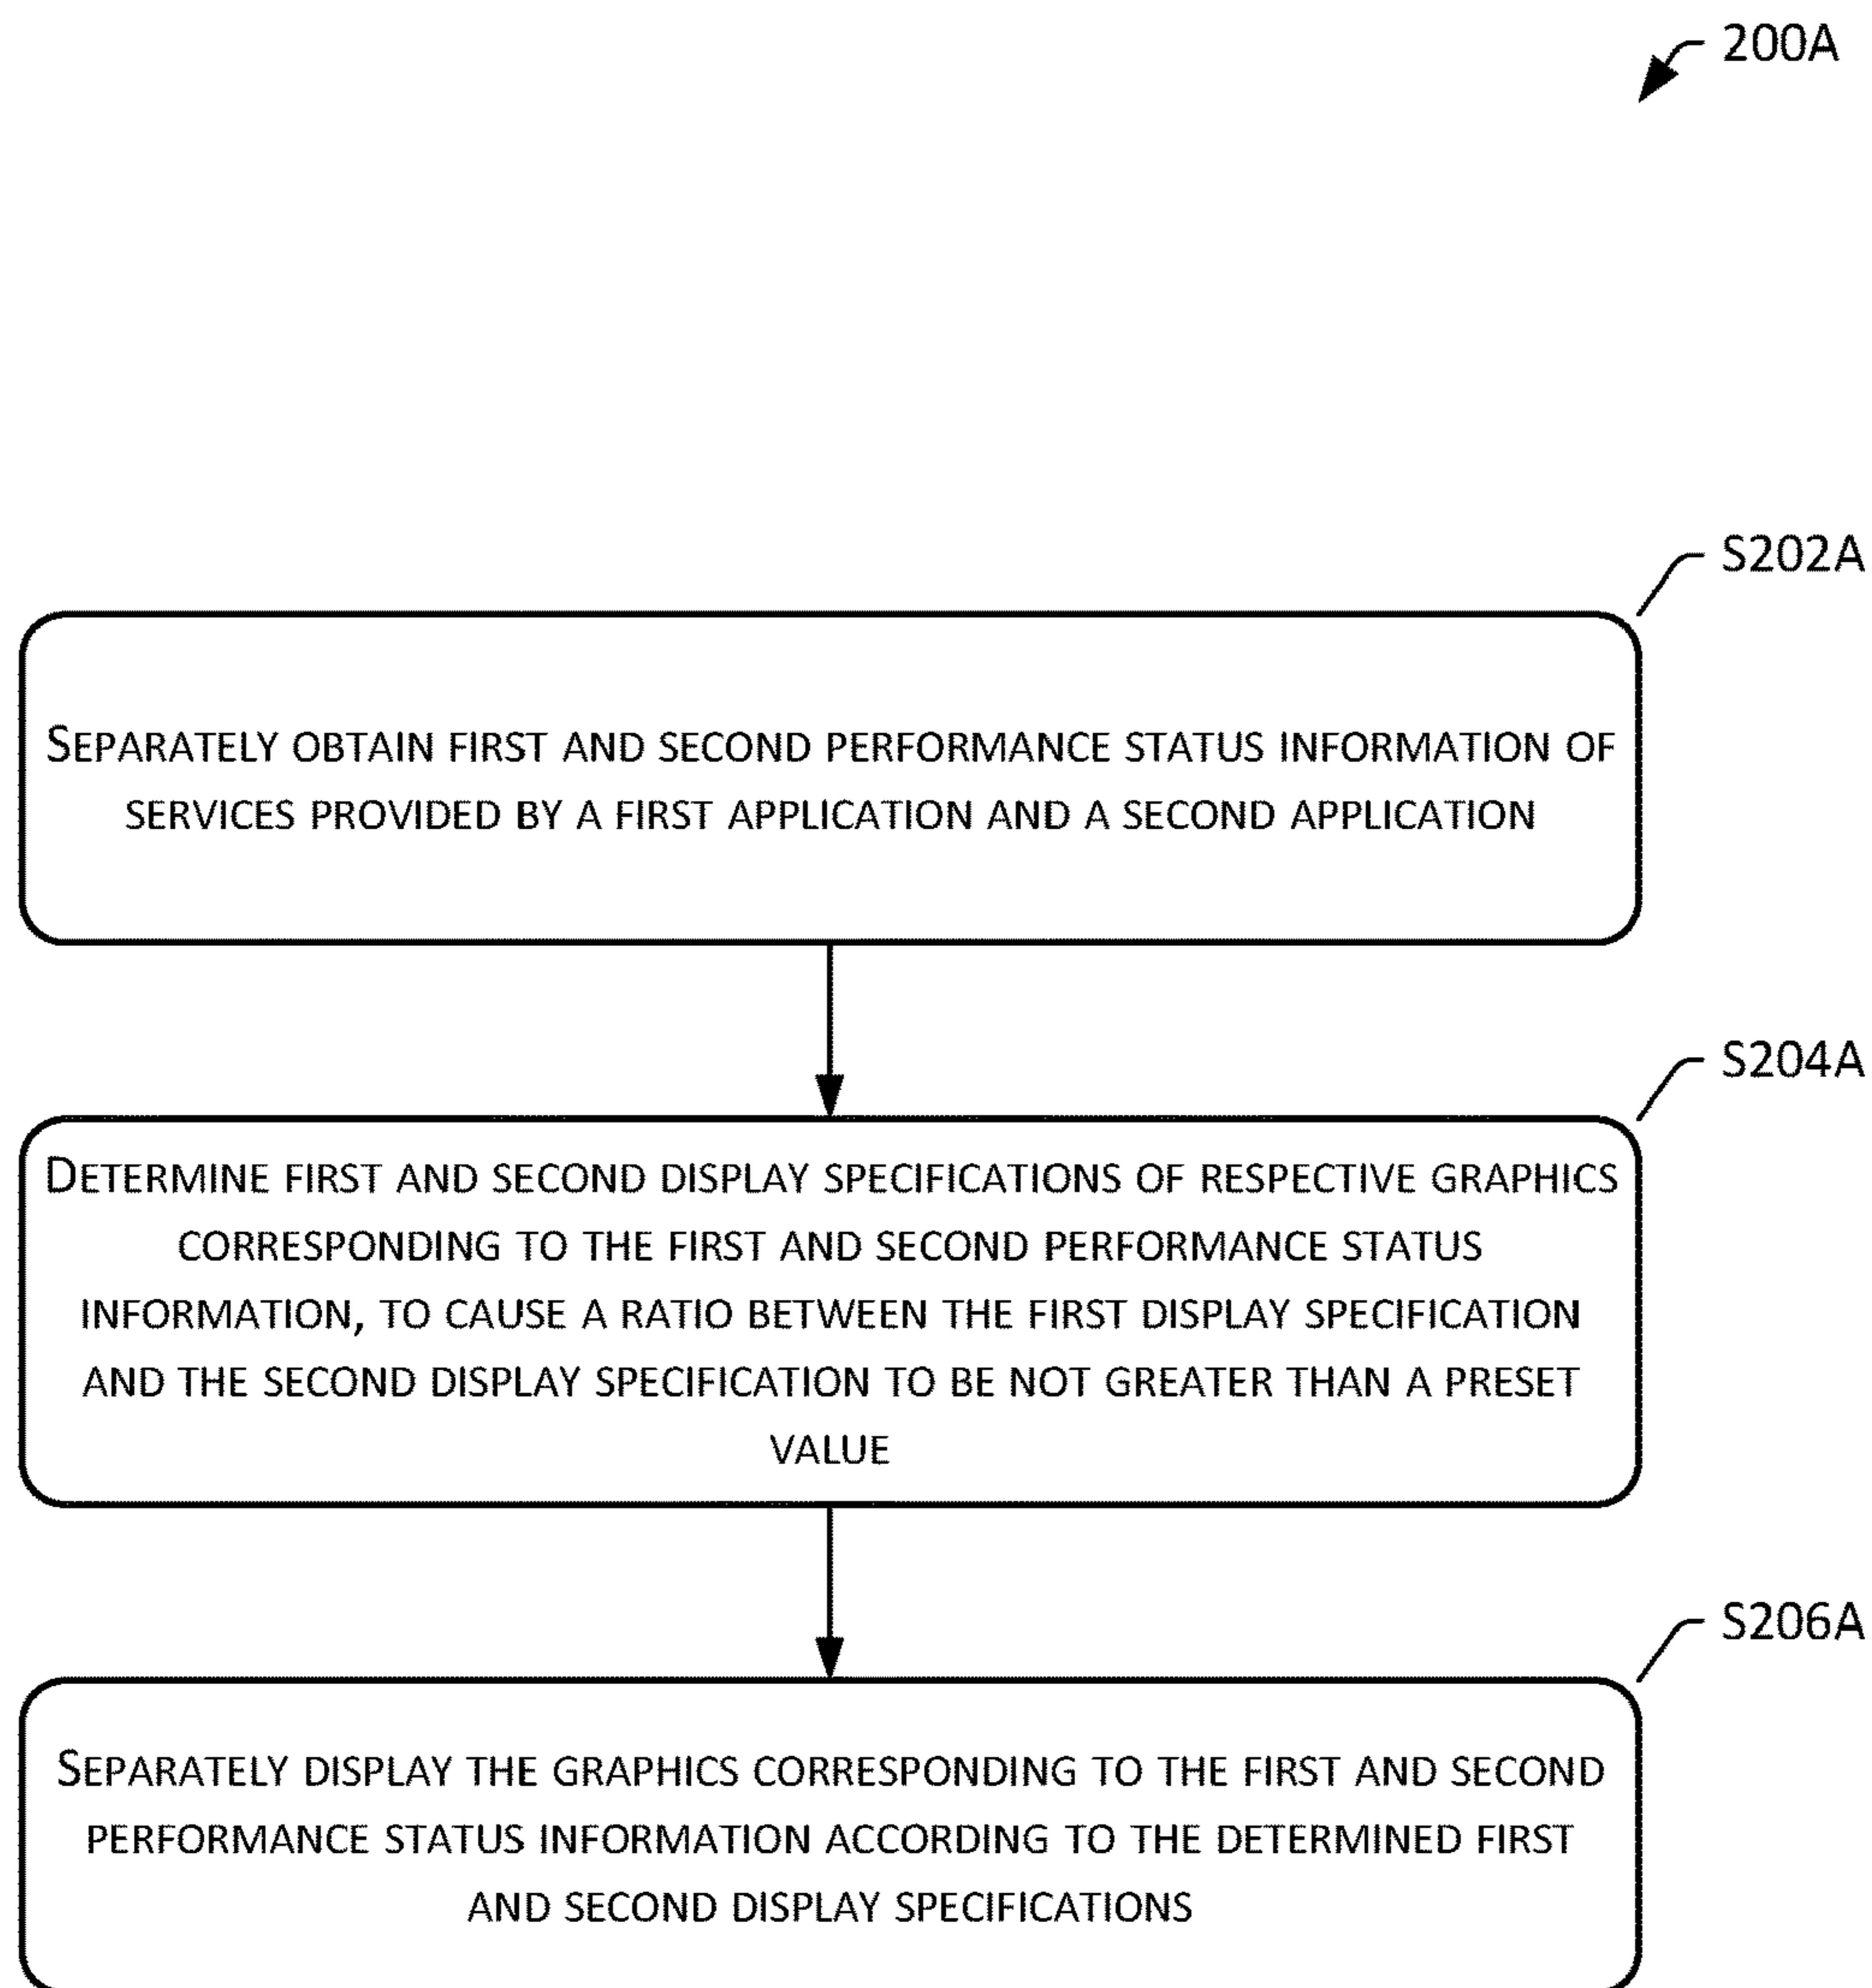 200A
S202A
SEPARATELY OBTAIN FIRST AND SECOND PERFORMANCE STATUS INFORMATION OF
SERVICES PROVIDED BY A FIRST APPLICATION AND A SECOND APPLICATION
S204A
DETERMINE FIRST AND SECOND DISPLAY SPECIFICATIONS OF RESPECTIVE GRAPHICS
CORRESPONDING TO THE FIRST AND SECOND PERFORMANCE STATUS
INFORMATION, TO CAUSE A RATIO BETWEEN THE FIRST DISPLAY SPECIFICATION
AND THE SECOND DISPLAY SPECIFICATION TO BE NOT GREATER THAN A PRESET
VALUE
S206A
SEPARATELY DISPLAY THE GRAPHICS CORRESPONDING TO THE FIRST AND SECOND
PERFORMANCE STATUS INFORMATION ACCORDING TO THE DETERMINED FIRST
AND SECOND DISPLAY SPECIFICATIONS